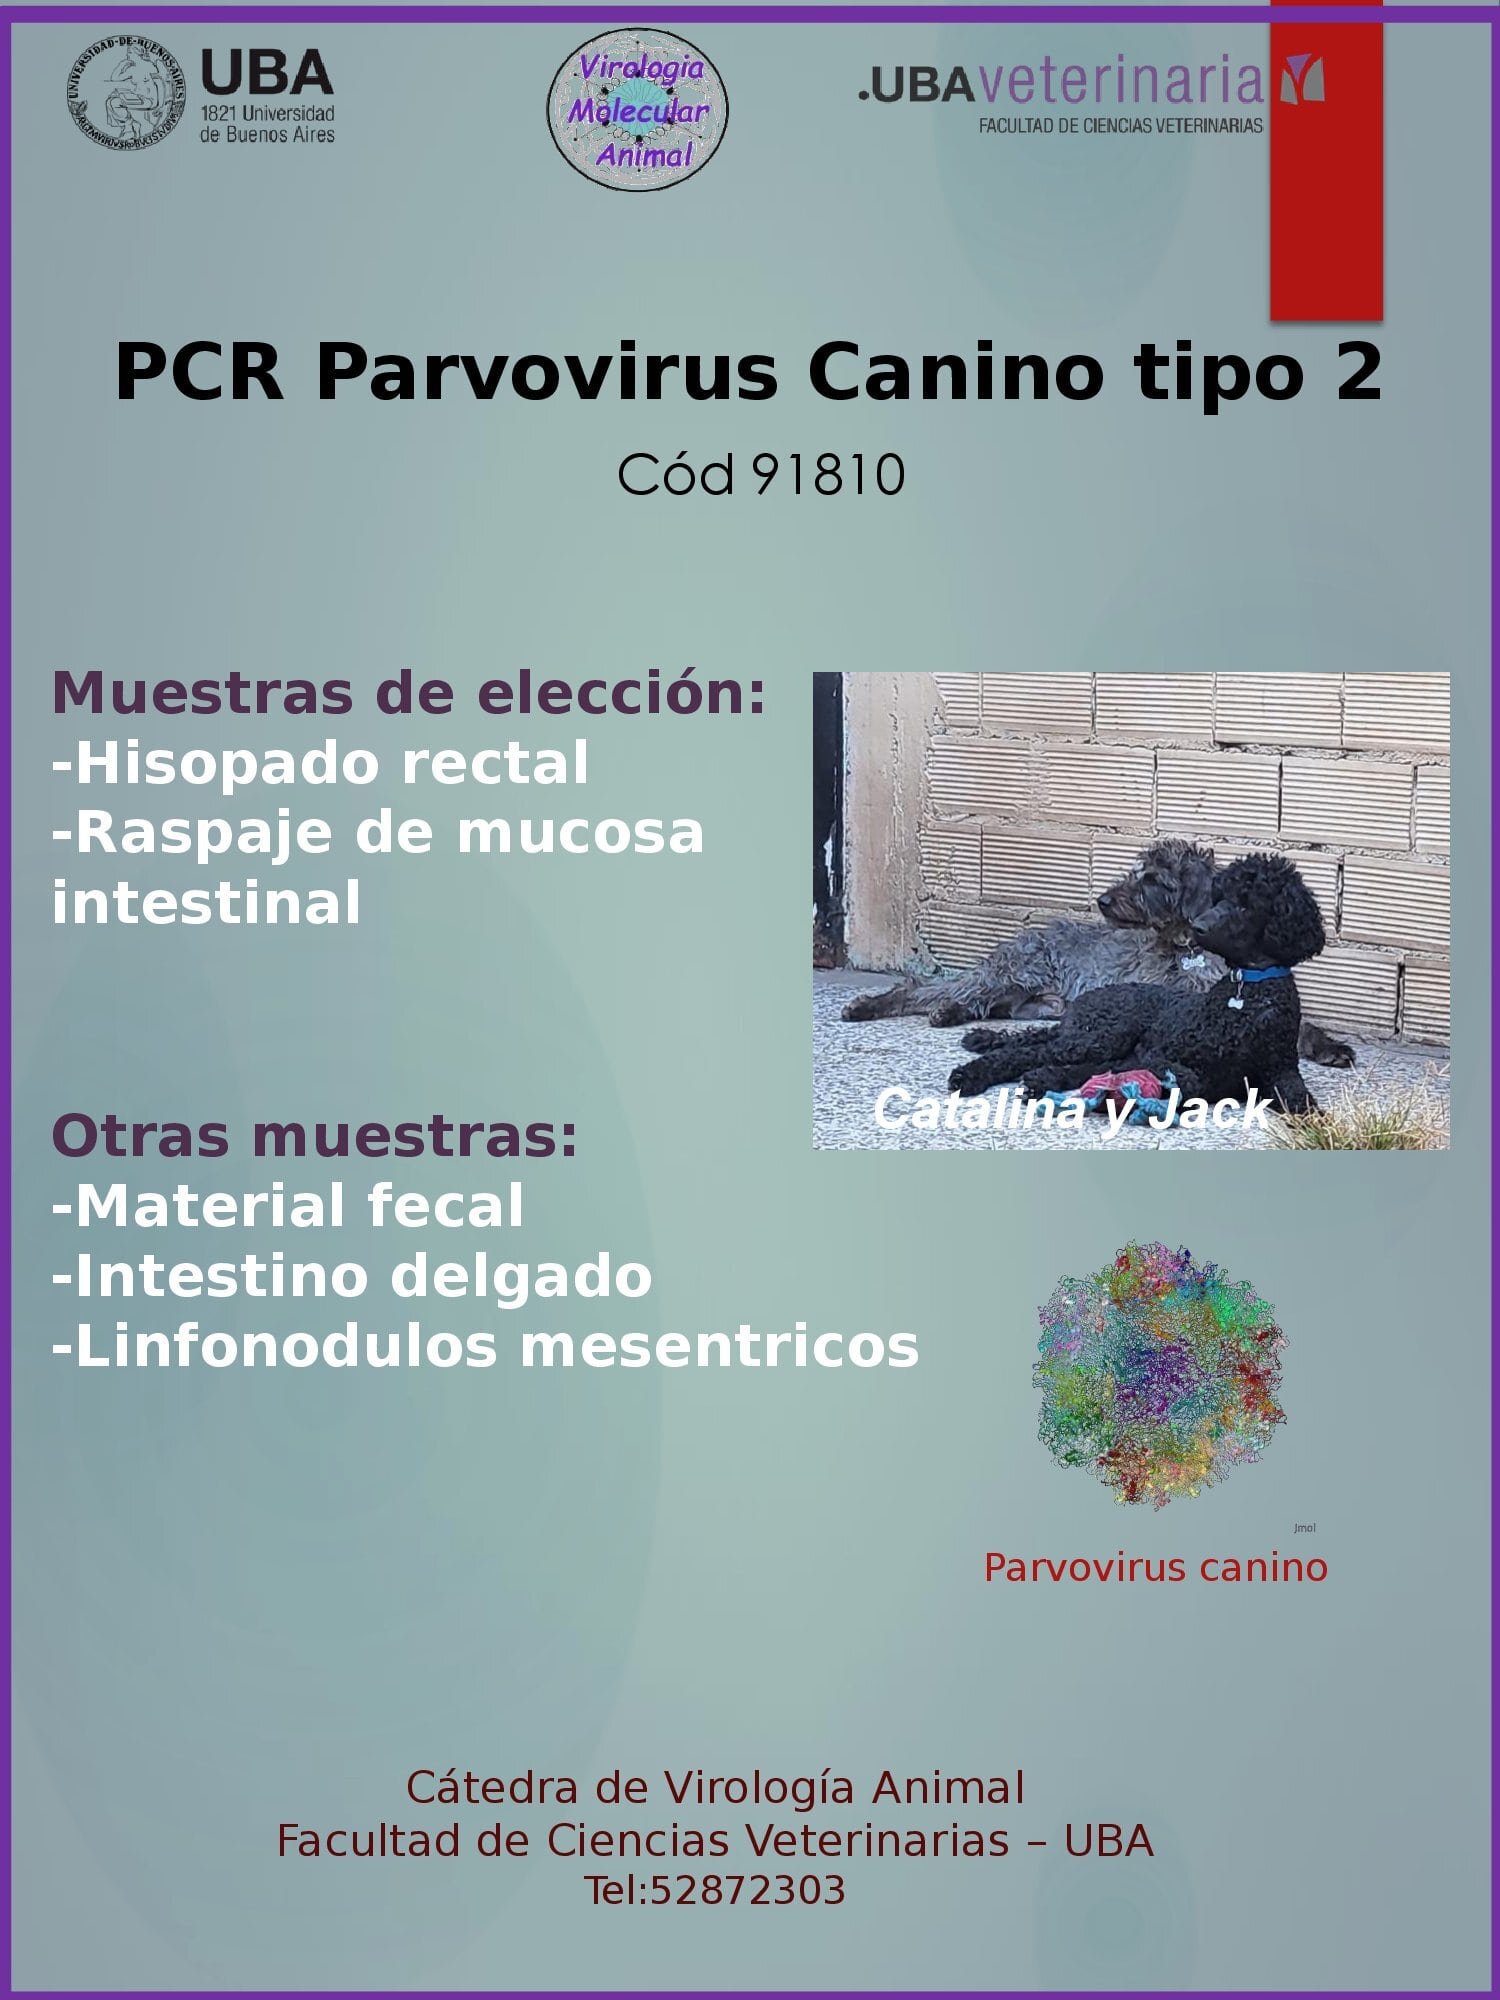 UNIVERSIDAD·DE·BUENOS·AIRES
UBA
1821 Universidad
de Buenos Aires
Virología
Molecular
Animal
.UBAveterinaria
FACULTAD DE CIENCIAS VETERINARIAS
PCR Parvovirus Canino tipo 2
Cód 91810
Muestras de elección:
-Hisopado rectal
-Raspaje de mucosa
intestinal
Catalina y Jack
Otras muestras:
-Material fecal
-Intestino delgado
-Linfonodulos mesentricos
Jmol
Parvovirus canino
Cátedra de Virología Animal
Facultad de Ciencias Veterinarias – UBA
Tel:52872303